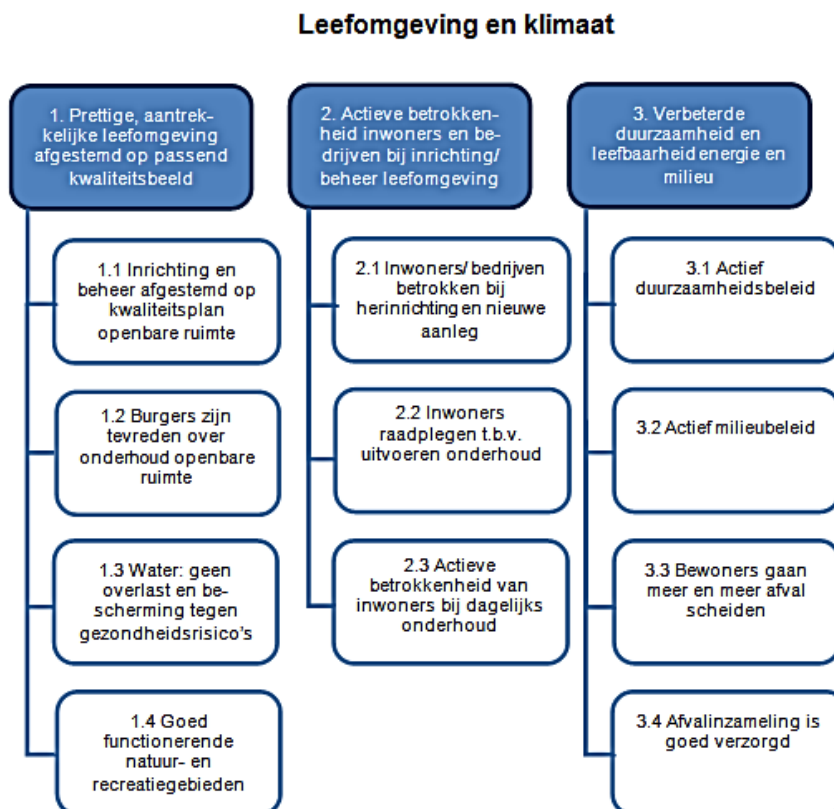 Leefomgeving en klimaat
1. Prettige, aantrek-
kelijke leefomgeving
afgestemd op passend
kwaliteitsbeeld
1.1 Inrichting en
beheer afgestemd op
kwaliteitsplan
openbare ruimte
1.2 Burgers zijn
tevreden over
onderhoud openbare
ruimte
1.3 Water: geen
overlast en be-
scherming tegen
gezondheidsrisico's
1.4 Goed
functionerende
natuur- en
recreatiegebieden
2. Actieve betrokken-
heid inwoners en be-
drijven bij inrichting/
beheer leefomgeving
2.1 Inwoners/ bedrijven
betrokken bij
herinrichting en nieuwe
aanleg
2.2 Inwoners
raadplegen t.b.v.
uitvoeren onderhoud
2.3 Actieve
betrokkenheid van
inwoners bij dagelijks
onderhoud
3. Verbeterde
duurzaamheid en
leefbaarheid energie en
milieu
3.1 Actief
duurzaamheidsbeleid
3.2 Actief milieubeleid
3.3 Bewoners gaan
meer en meer afval
scheiden
3.4 Afvalinzameling is
goed verzorgd